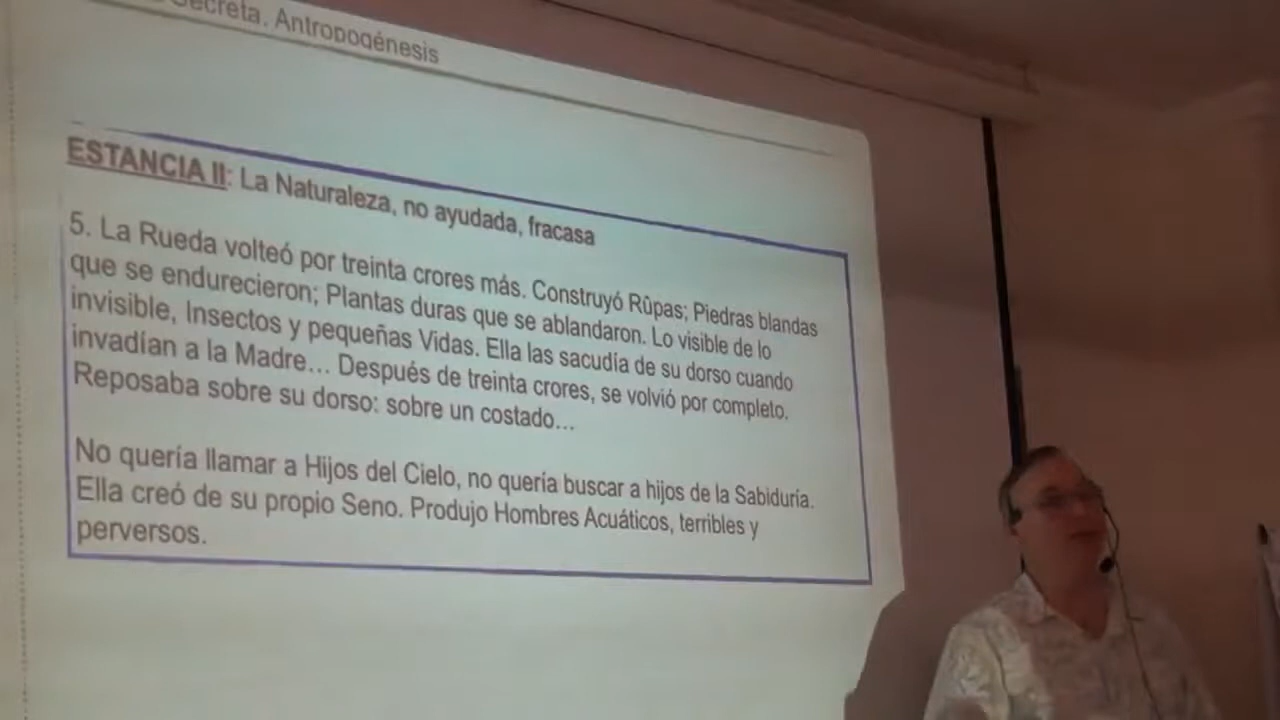 Secreta. Antropogénesis
ESTANCIA II: La Naturaleza, no ayudada, fracasa
5. La Rueda volteó por treinta crores más. Construyó Rûpas; Piedras blandas
que se endurecieron; Plantas duras que se ablandaron. Lo visible de lo
invisible, Insectos y pequeñas Vidas. Ella las sacudía de su dorso cuando
invadían a la Madre... Después de treinta crores, se volvió por completo.
Reposaba sobre su dorso: sobre un costado...
No quería llamar a Hijos del Cielo, no quería buscar a hijos de la Sabiduría.
Ella creó de su propio Seno. Produjo Hombres Acuáticos, terribles y
perversos.